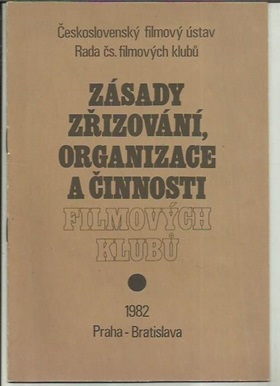 Československý filmový ústav
Rada čs. filmových klubů
ZÁSADY
ZŘIZOVÁNÍ,
ORGANIZACE
A ČINNOSTI
FILMOVÝCH
KLUBŮ
1982
Praha - Bratislava